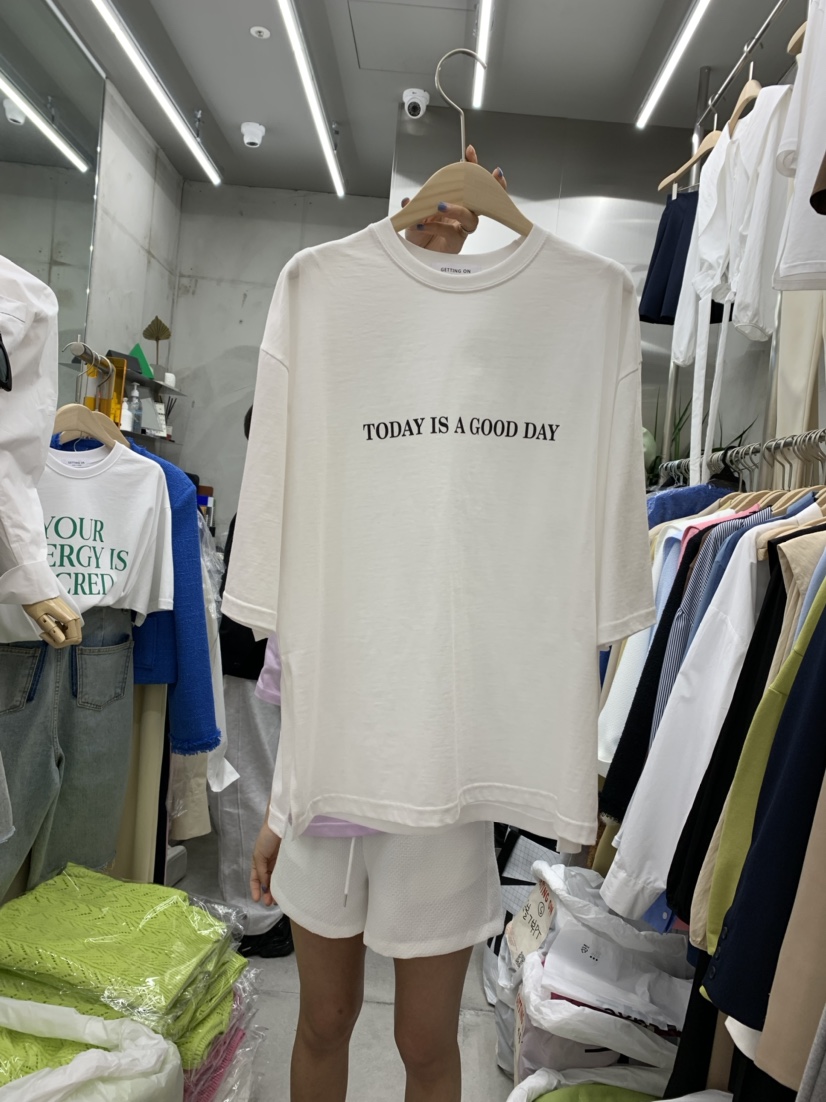 GETTING ON
TODAY IS A GOOD DAY
YOUR
ERGY IS
CRED